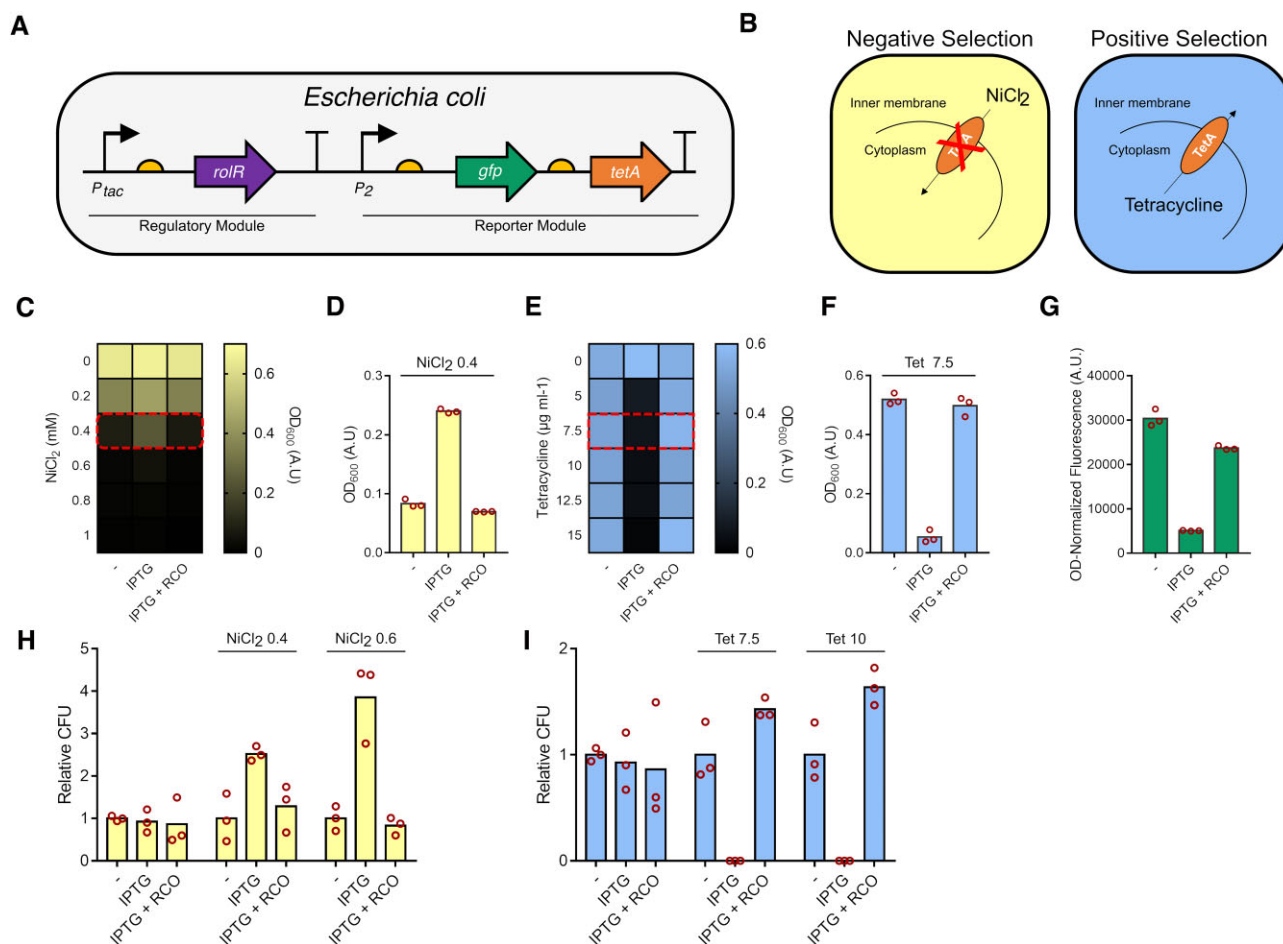 A
Escherichia coli
Ptac
rolR
P2
gfp
tetA
Regulatory Module
Reporter Module
B
Negative Selection
Positive Selection
NiCl2
Inner membrane
Cytoplasm
TetA
Inner membrane
Cytoplasm
TetA
Tetracycline
C
NiCl2 (mM)
0
0.2
0.4
0.6
0.8
1
-
IPTG
IPTG + RCO
0.6
0.4
0.2
0
OD600 (A.U)
D
NiCl2 0.4
OD600 (A.U)
0.3
0.2
0.1
0.0
-
IPTG
IPTG + RCO
E
Tetracycline (µg ml-1)
0
5
7.5
10
12.5
15
-
IPTG
IPTG + RCO
0.6
0.4
0.2
0
OD600 (A.U)
F
Tet 7.5
OD600 (A.U)
0.6
0.4
0.2
0.0
-
IPTG
IPTG + RCO
G
OD-Normalized Fluorescence (A.U.)
40000
30000
20000
10000
0
-
IPTG
IPTG + RCO
H
NiCl2 0.4
NiCl2 0.6
Relative CFU
5
4
3
2
1
0
-
IPTG
IPTG + RCO
-
IPTG
IPTG + RCO
-
IPTG
IPTG + RCO
I
Tet 7.5
Tet 10
Relative CFU
2
1
0
-
IPTG
IPTG + RCO
-
IPTG
IPTG + RCO
-
IPTG
IPTG + RCO